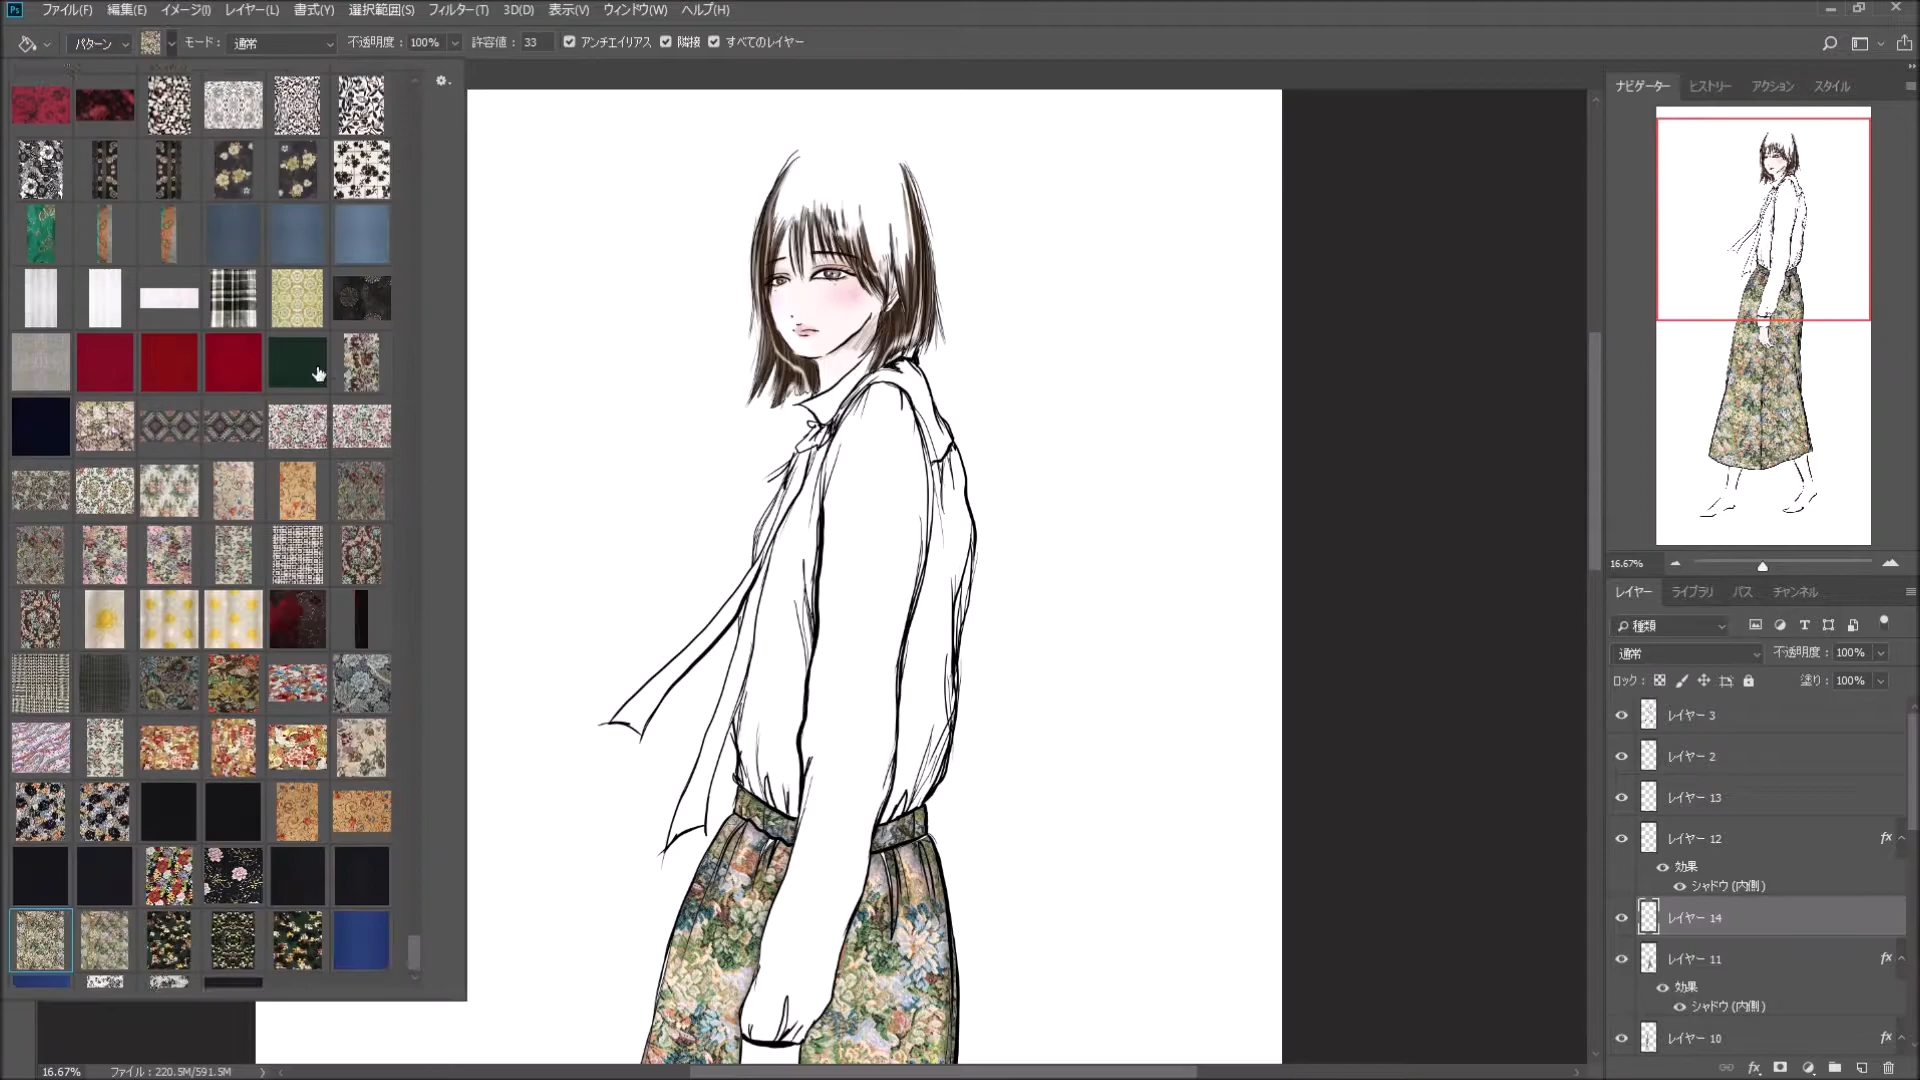 Ps ファイル(F) 編集(E) イメージ(I) レイヤー(L) 書式(Y) 選択範囲(S) フィルター(T) 3D(D) 表示(V) ウィンドウ(W) ヘルプ(H)
パターン モード: 通常 不透明度: 100% 許容値: 33 アンチエイリアス 隣接 すべてのレイヤー
ナビゲーター ヒストリー アクション スタイル
16.67%
レイヤー ライブラリ パス チャンネル
種類
通常 不透明度: 100%
ロック: 塗り: 100%
レイヤー 3
レイヤー 2
レイヤー 13
レイヤー 12 fx
効果
シャドウ (内側)
レイヤー 14
レイヤー 11 fx
効果
シャドウ (内側)
レイヤー 10 fx
fx
16.67% ファイル: 220.5M/591.5M